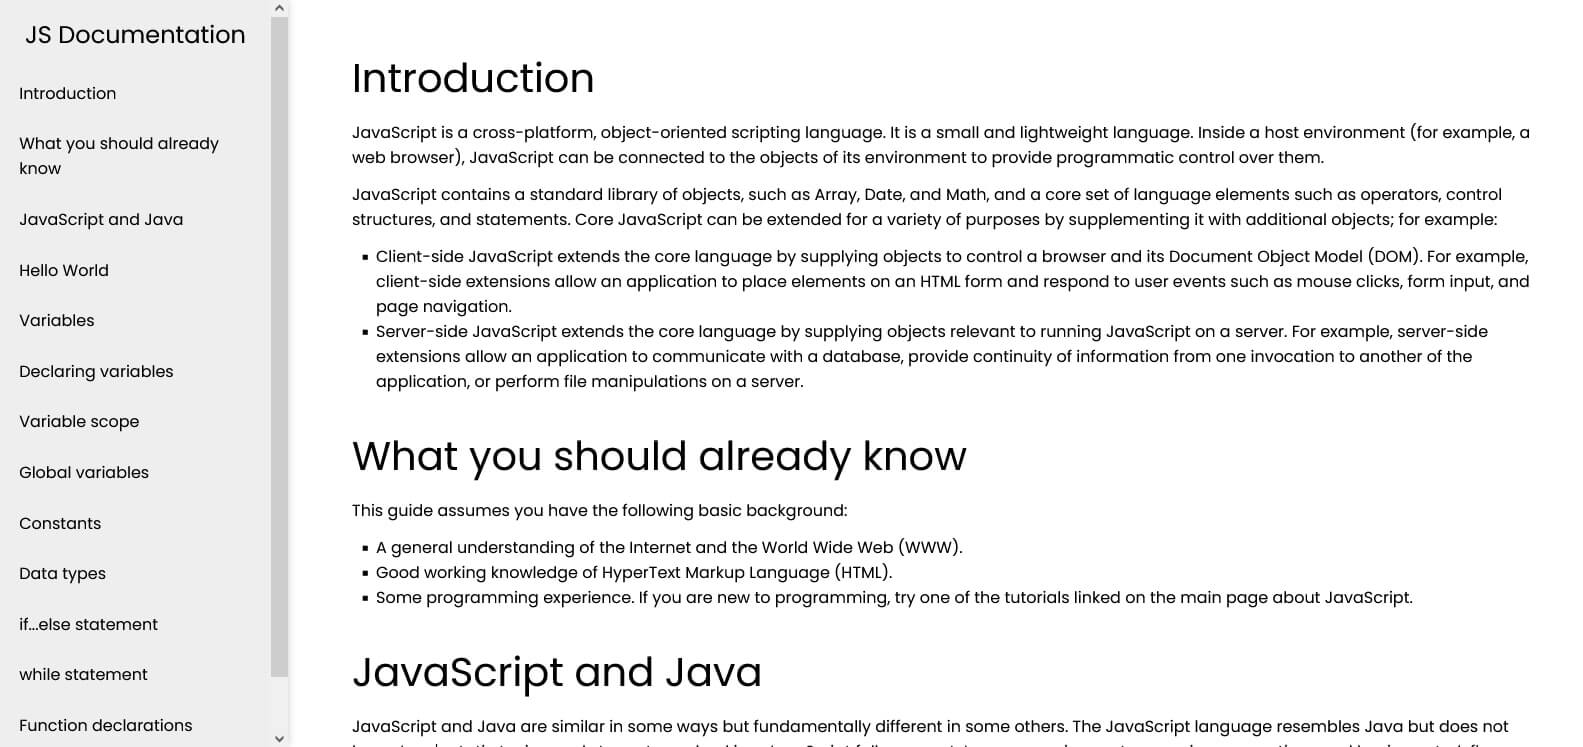 JS Documentation
Introduction
What you should already
know
JavaScript and Java
Hello World
Variables
Declaring variables
Variable scope
Global variables
Constants
Data types
if...else statement
while statement
Function declarations
Introduction
JavaScript is a cross-platform, object-oriented scripting language. It is a small and lightweight language. Inside a host environment (for example, a
web browser), JavaScript can be connected to the objects of its environment to provide programmatic control over them.
JavaScript contains a standard library of objects, such as Array, Date, and Math, and a core set of language elements such as operators, control
structures, and statements. Core JavaScript can be extended for a variety of purposes by supplementing it with additional objects; for example:
▪ Client-side JavaScript extends the core language by supplying objects to control a browser and its Document Object Model (DOM). For example,
client-side extensions allow an application to place elements on an HTML form and respond to user events such as mouse clicks, form input, and
page navigation.
▪ Server-side JavaScript extends the core language by supplying objects relevant to running JavaScript on a server. For example, server-side
extensions allow an application to communicate with a database, provide continuity of information from one invocation to another of the
application, or perform file manipulations on a server.
What you should already know
This guide assumes you have the following basic background:
▪ A general understanding of the Internet and the World Wide Web (WWW).
▪ Good working knowledge of HyperText Markup Language (HTML).
▪ Some programming experience. If you are new to programming, try one of the tutorials linked on the main page about JavaScript.
JavaScript and Java
JavaScript and Java are similar in some ways but fundamentally different in some others. The JavaScript language resembles Java but does not